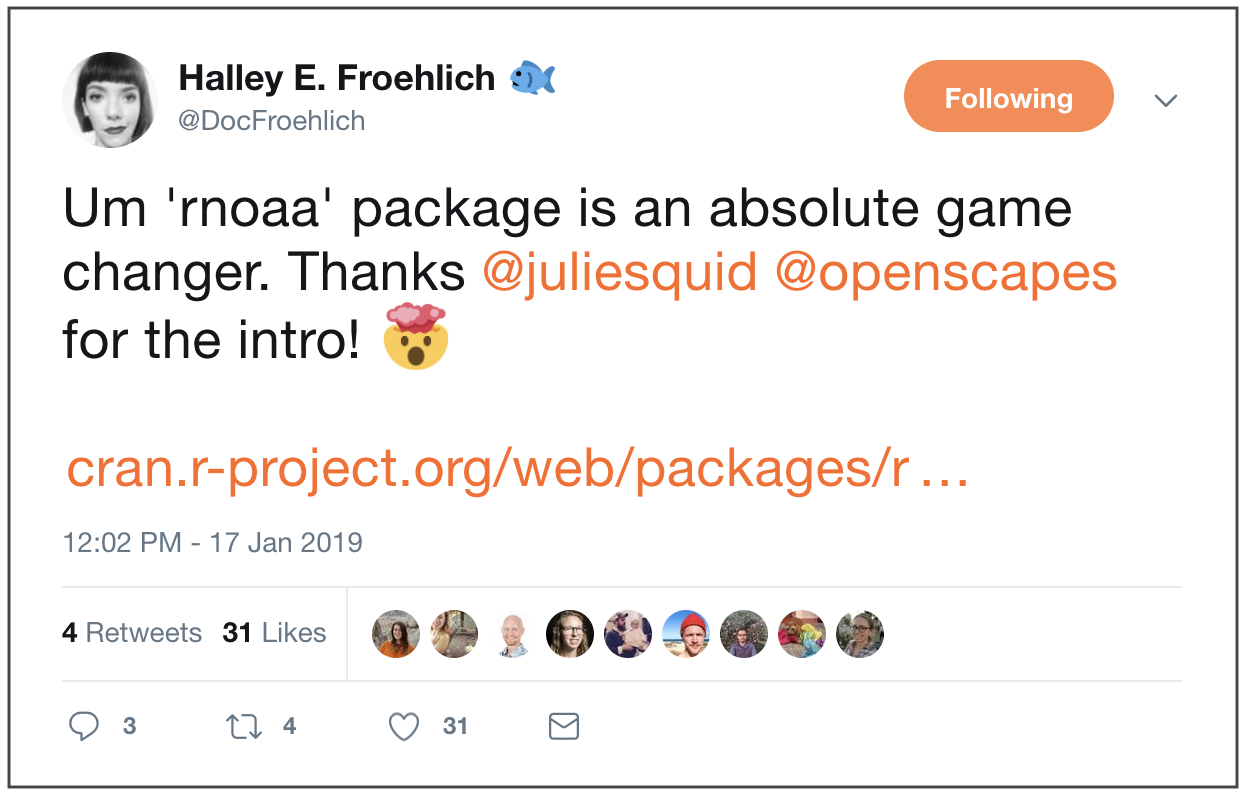 Halley E. Froehlich 🐟
@DocFroehlich
Following
Um 'rnoaa' package is an absolute game
changer. Thanks @juliesquid @openscapes
for the intro! 🤯
cran.r-project.org/web/packages/r…
12:02 PM - 17 Jan 2019
4 Retweets 31 Likes
3 4 31